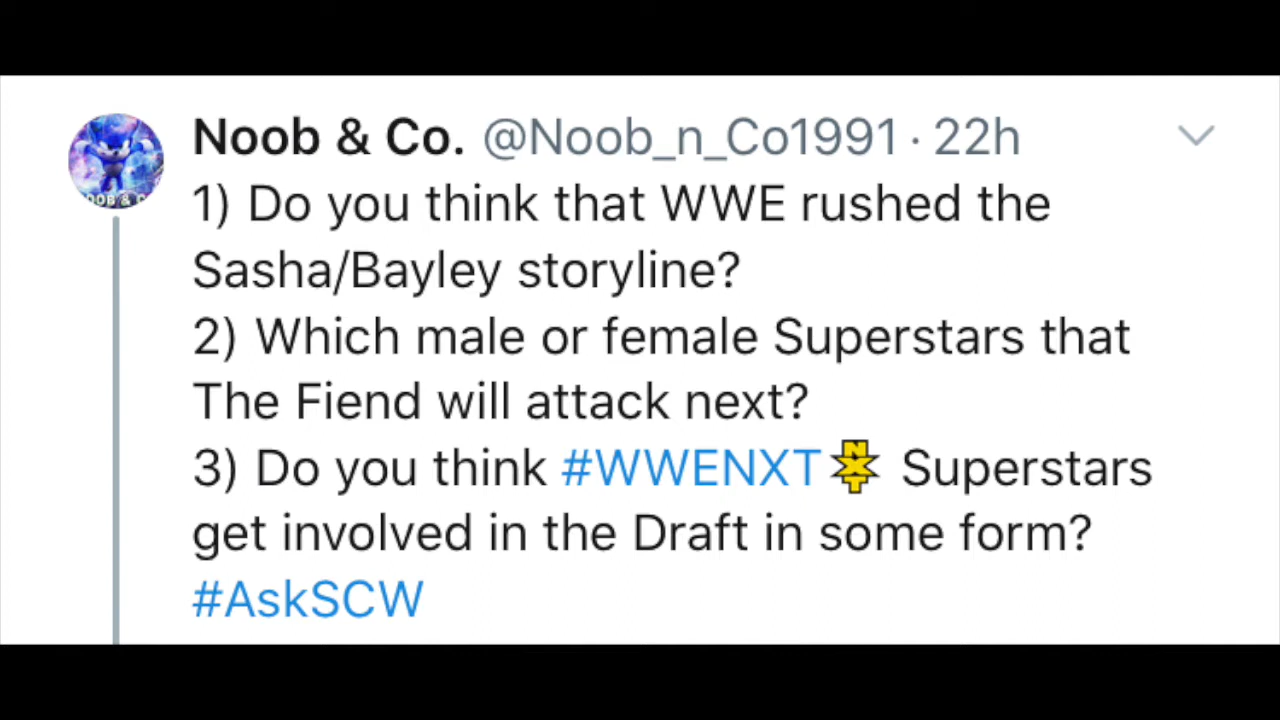 Noob & Co. @Noob_n_Co1991 · 22h
1) Do you think that WWE rushed the
Sasha/Bayley storyline?
2) Which male or female Superstars that
The Fiend will attack next?
3) Do you think #WWENXT Superstars
get involved in the Draft in some form?
#AskSCW